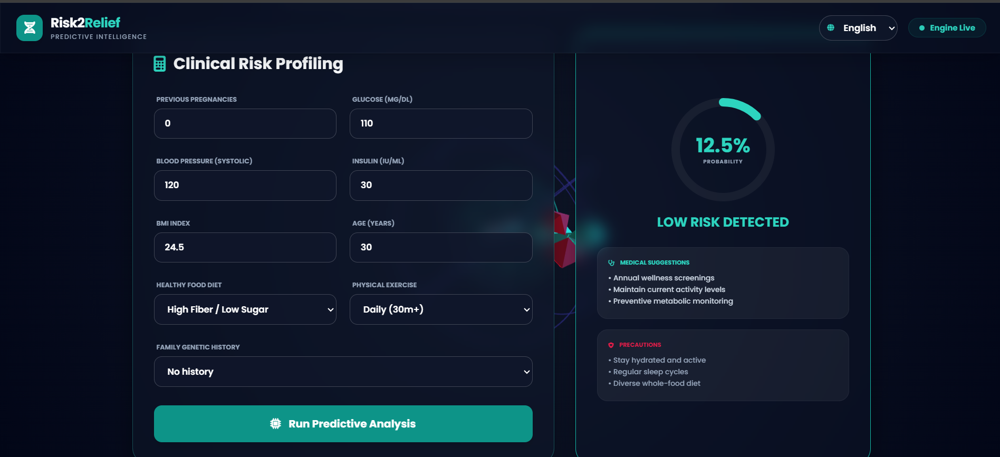 Risk2Relief
PREDICTIVE INTELLIGENCE
English
Engine Live
Clinical Risk Profiling
PREVIOUS PREGNANCIES
0
GLUCOSE (MG/DL)
110
BLOOD PRESSURE (SYSTOLIC)
120
INSULIN (IU/ML)
30
BMI INDEX
24.5
AGE (YEARS)
30
HEALTHY FOOD DIET
High Fiber / Low Sugar
PHYSICAL EXERCISE
Daily (30m+)
FAMILY GENETIC HISTORY
No history
Run Predictive Analysis
12.5%
PROBABILITY
LOW RISK DETECTED
MEDICAL SUGGESTIONS
• Annual wellness screenings
• Maintain current activity levels
• Preventive metabolic monitoring
PRECAUTIONS
• Stay hydrated and active
• Regular sleep cycles
• Diverse whole-food diet